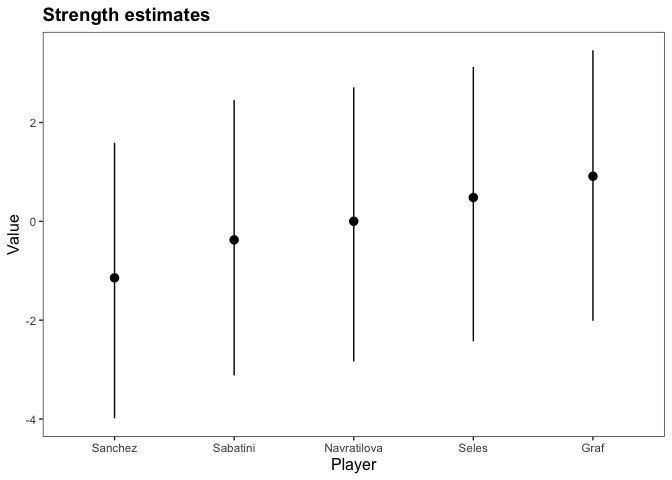 Strength estimates
Value
2
0
-2
-4
Sanchez Sabatini Navratilova Seles Graf
Player